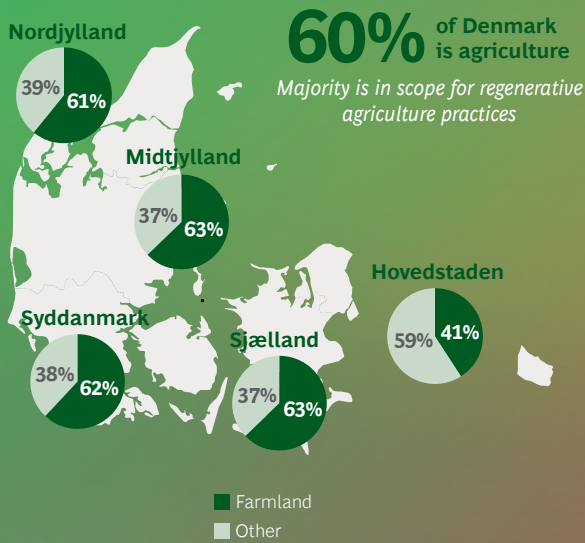 Nordjylland
60%
of Denmark
is agriculture
Majority is in scope for regenerative
agriculture practices
39%
61%
Midtjylland
37%
63%
Hovedstaden
59%
41%
Syddanmark
38%
62%
Sjælland
37%
63%
Farmland
Other